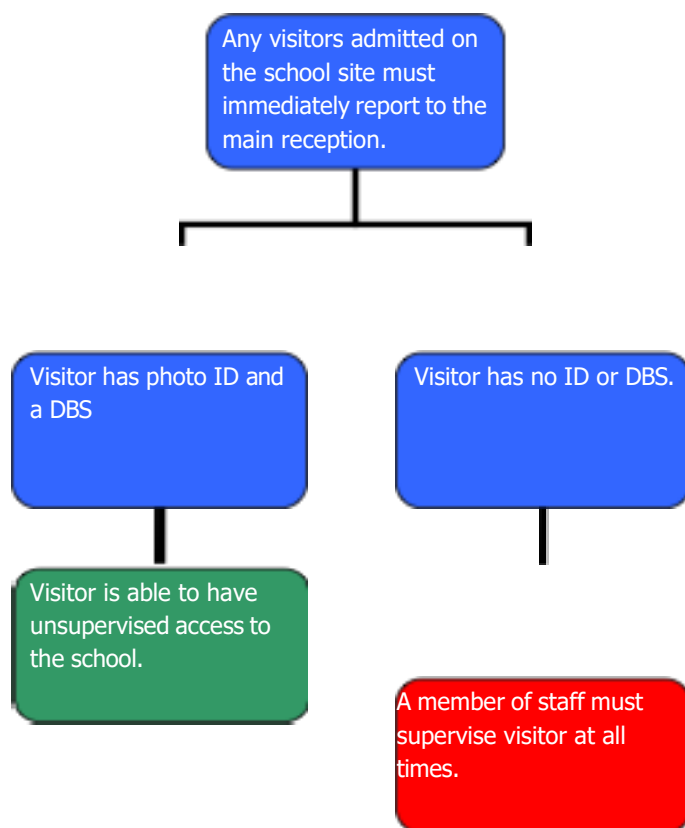 Any visitors admitted on
the school site must
immediately report to the
main reception.
Visitor has photo ID and
a DBS
Visitor has no ID or DBS.
Visitor is able to have
unsupervised access to
the school.
A member of staff must
supervise visitor at all
times.